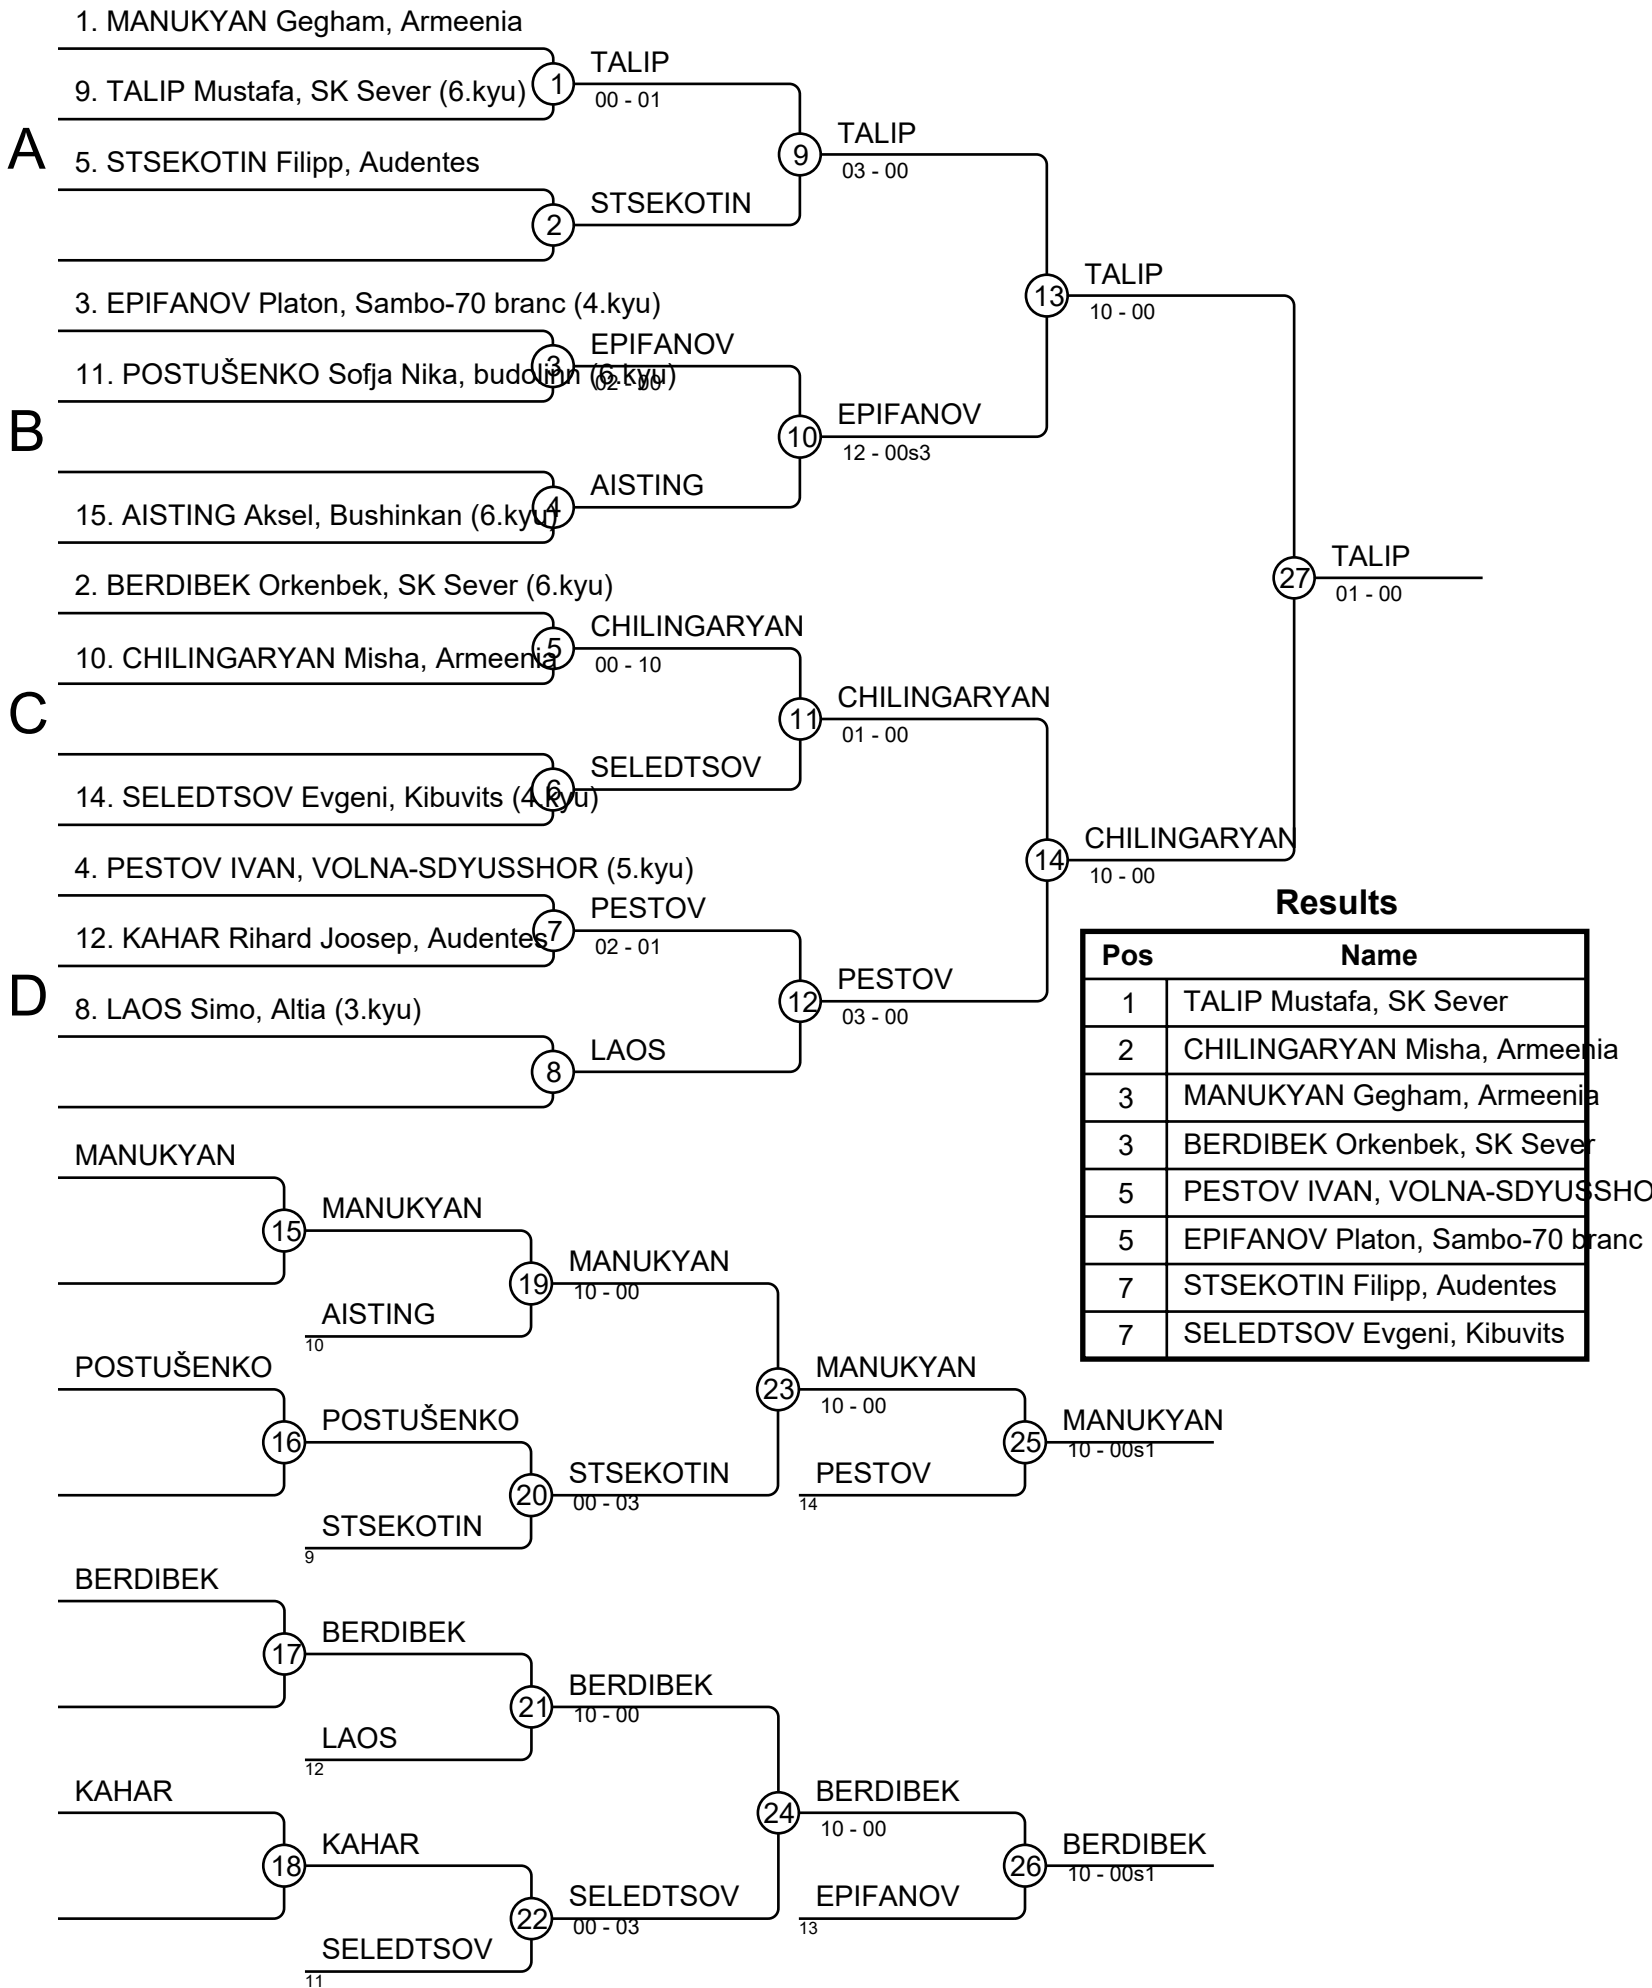 1. MANUKYAN Gegham, Armeenia
9. TALIP Mustafa, SK Sever (6.kyu)
1
TALIP
00 - 01
A
5. STSEKOTIN Filipp, Audentes
2
STSEKOTIN
9
TALIP
03 - 00
3. EPIFANOV Platon, Sambo-70 branc (4.kyu)
11. POSTUŠENKO Sofja Nika, budolinn (6.kyu)
3
EPIFANOV
02 - 00
B
15. AISTING Aksel, Bushinkan (6.kyu)
4
AISTING
10
EPIFANOV
12 - 00s3
13
TALIP
10 - 00
2. BERDIBEK Orkenbek, SK Sever (6.kyu)
10. CHILINGARYAN Misha, Armeenia
5
CHILINGARYAN
00 - 10
C
14. SELEDTSOV Evgeni, Kibuvits (4.kyu)
6
SELEDTSOV
11
CHILINGARYAN
01 - 00
4. PESTOV IVAN, VOLNA-SDYUSSHOR (5.kyu)
12. KAHAR Rihard Joosep, Audentes
7
PESTOV
02 - 01
D
8. LAOS Simo, Altia (3.kyu)
8
LAOS
12
PESTOV
03 - 00
14
CHILINGARYAN
10 - 00
27
TALIP
01 - 00
Results
Pos Name
1 TALIP Mustafa, SK Sever
2 CHILINGARYAN Misha, Armeenia
3 MANUKYAN Gegham, Armeenia
3 BERDIBEK Orkenbek, SK Sever
5 PESTOV IVAN, VOLNA-SDYUSSHO
5 EPIFANOV Platon, Sambo-70 branc
7 STSEKOTIN Filipp, Audentes
7 SELEDTSOV Evgeni, Kibuvits
MANUKYAN
15
MANUKYAN
AISTING
10
19
MANUKYAN
10 - 00
POSTUŠENKO
16
POSTUŠENKO
STSEKOTIN
9
20
STSEKOTIN
00 - 03
23
MANUKYAN
10 - 00
PESTOV
14
25
MANUKYAN
10 - 00s1
BERDIBEK
17
BERDIBEK
LAOS
12
21
BERDIBEK
10 - 00
KAHAR
18
KAHAR
SELEDTSOV
11
22
SELEDTSOV
00 - 03
24
BERDIBEK
10 - 00
EPIFANOV
13
26
BERDIBEK
10 - 00s1